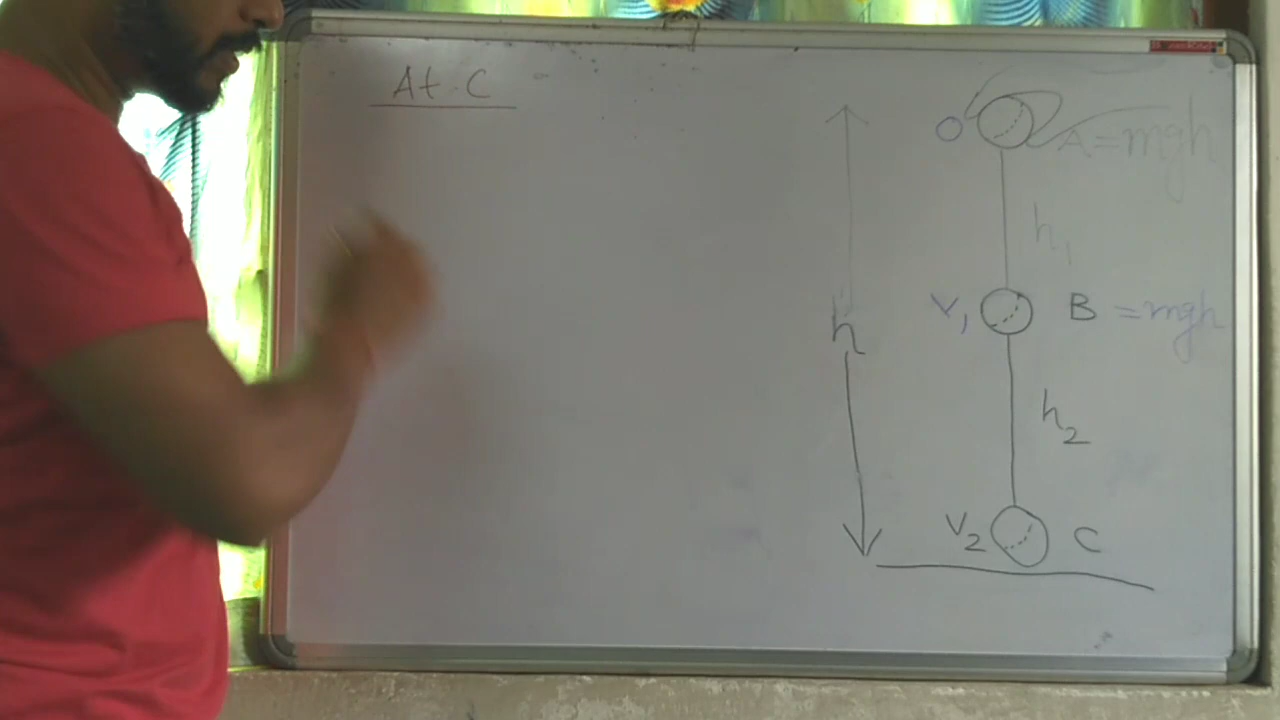 At C
O A = mgh
h₁
V₁ B = mgh
h
h₂
V₂ C